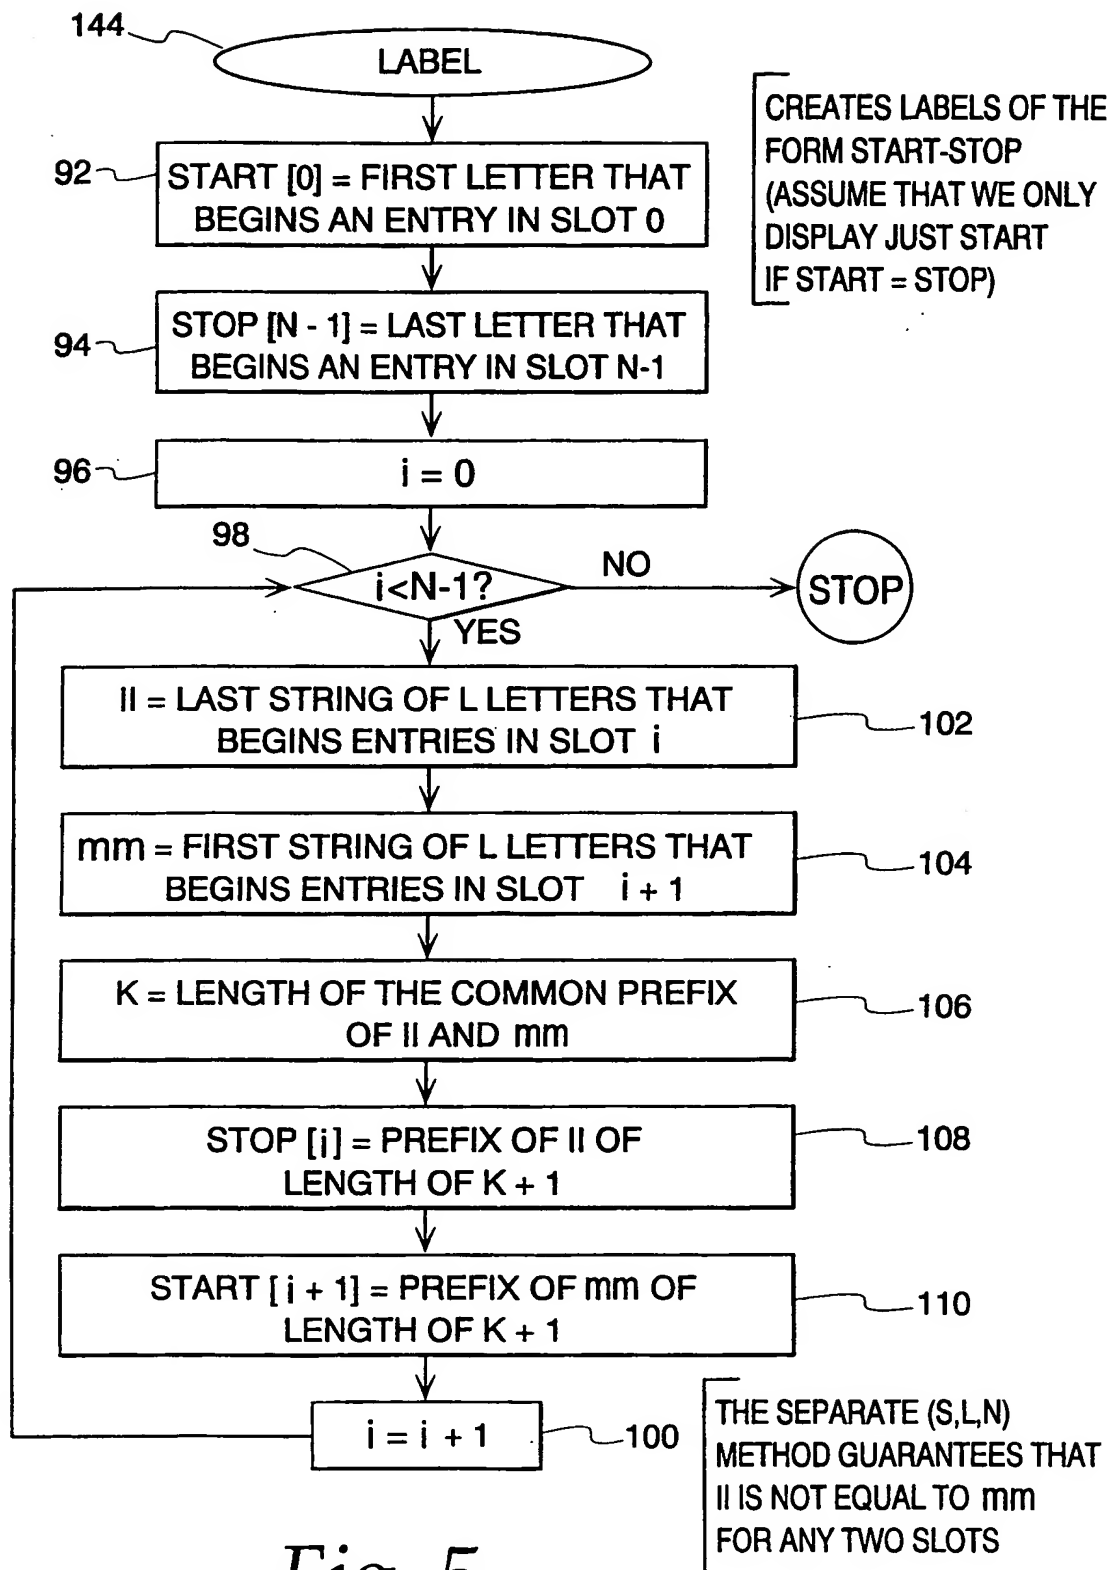 144
LABEL
CREATES LABELS OF THE
FORM START-STOP
(ASSUME THAT WE ONLY
DISPLAY JUST START
IF START = STOP)
92
START [0] = FIRST LETTER THAT
BEGINS AN ENTRY IN SLOT 0
94
STOP [N - 1] = LAST LETTER THAT
BEGINS AN ENTRY IN SLOT N-1
96
i = 0
98
i<N-1?
NO
STOP
YES
ll = LAST STRING OF L LETTERS THAT
BEGINS ENTRIES IN SLOT i
102
mm = FIRST STRING OF L LETTERS THAT
BEGINS ENTRIES IN SLOT i + 1
104
K = LENGTH OF THE COMMON PREFIX
OF ll AND mm
106
STOP [i] = PREFIX OF ll OF
LENGTH OF K + 1
108
START [i + 1] = PREFIX OF mm OF
LENGTH OF K + 1
110
i = i + 1
100
THE SEPARATE (S,L,N)
METHOD GUARANTEES THAT
ll IS NOT EQUAL TO mm
FOR ANY TWO SLOTS
Fig. 5